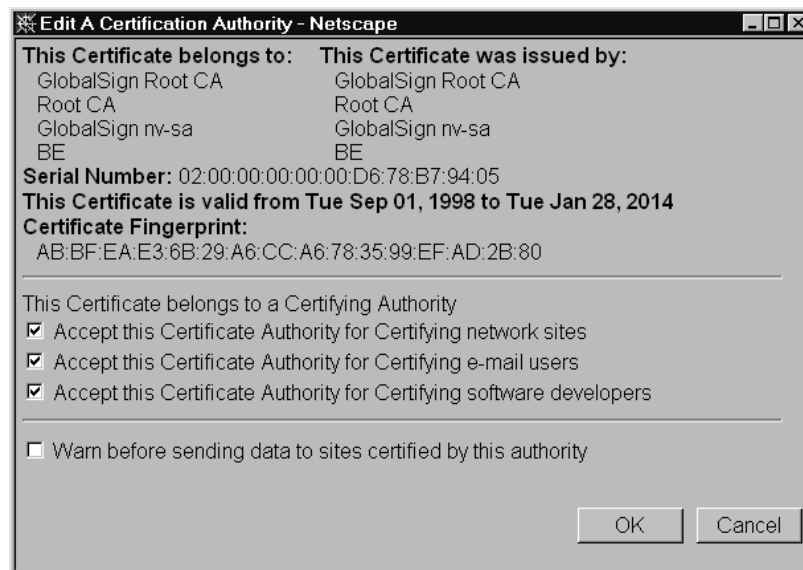 Edit A Certification Authority - Netscape
This Certificate belongs to: This Certificate was issued by:
GlobalSign Root CA GlobalSign Root CA
Root CA Root CA
GlobalSign nv-sa GlobalSign nv-sa
BE BE
Serial Number: 02:00:00:00:00:00:D6:78:B7:94:05
This Certificate is valid from Tue Sep 01, 1998 to Tue Jan 28, 2014
Certificate Fingerprint:
AB:BF:EA:E3:6B:29:A6:CC:A6:78:35:99:EF:AD:2B:80
This Certificate belongs to a Certifying Authority
Accept this Certificate Authority for Certifying network sites
Accept this Certificate Authority for Certifying e-mail users
Accept this Certificate Authority for Certifying software developers
Warn before sending data to sites certified by this authority
OK Cancel